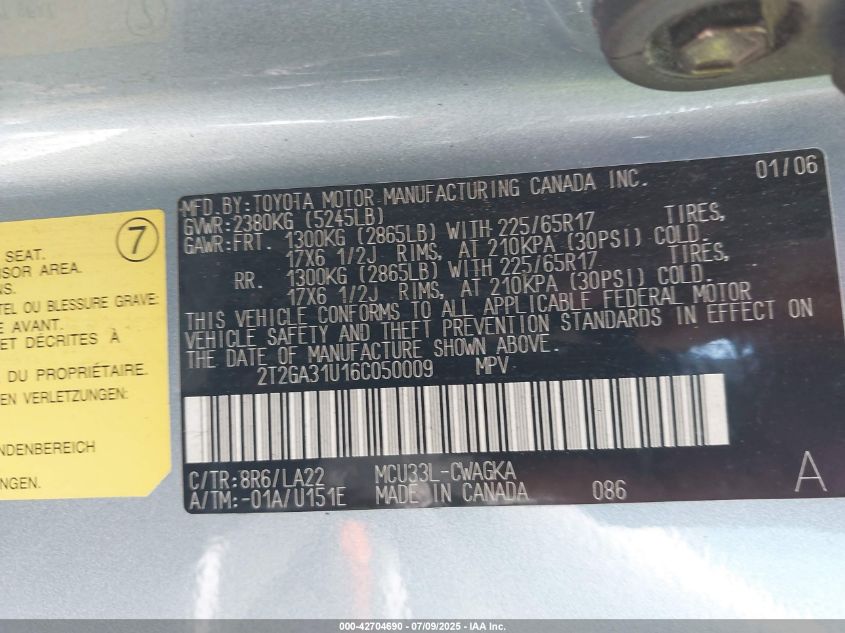 7
SEAT.
SOR AREA.
NS.
TEL OU BLESSURE GRAVE:
E AVANT.
ET DÉCRITES À
DU PROPRIÉTAIRE.
EN VERLETZUNGEN:
NDENBEREICH
MFD.BY:TOYOTA MOTOR MANUFACTURING CANADA INC. 01/06
GVWR:2380KG (5245LB)
GAWR:FRT. 1300KG (2865LB) WITH 225/65R17 TIRES,
17X6 1/2J RIMS, AT 210KPA (30PSI) COLD.
RR. 1300KG (2865LB) WITH 225/65R17 TIRES,
17X6 1/2J RIMS, AT 210KPA (30PSI) COLD.
THIS VEHICLE CONFORMS TO ALL APPLICABLE FEDERAL MOTOR
VEHICLE SAFETY AND THEFT PREVENTION STANDARDS IN EFFECT ON
THE DATE OF MANUFACTURE SHOWN ABOVE.
2T2GA31U16C050009 MPV
C/TR:8R6/LA22 MCU33L-CWAGKA
A/TM:-01A/U151E MADE IN CANADA 086 A
000-42704690 - 07/09/2025 - IAA Inc.